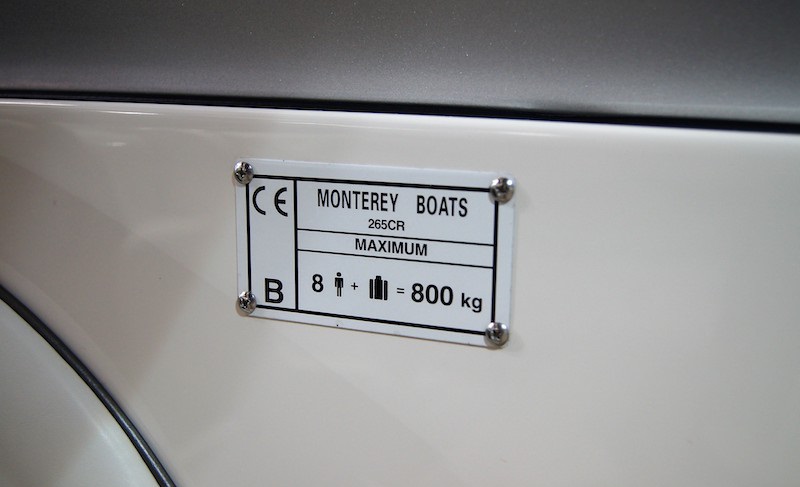 CE
MONTEREY BOATS
265CR
MAXIMUM
B
8 + = 800 kg